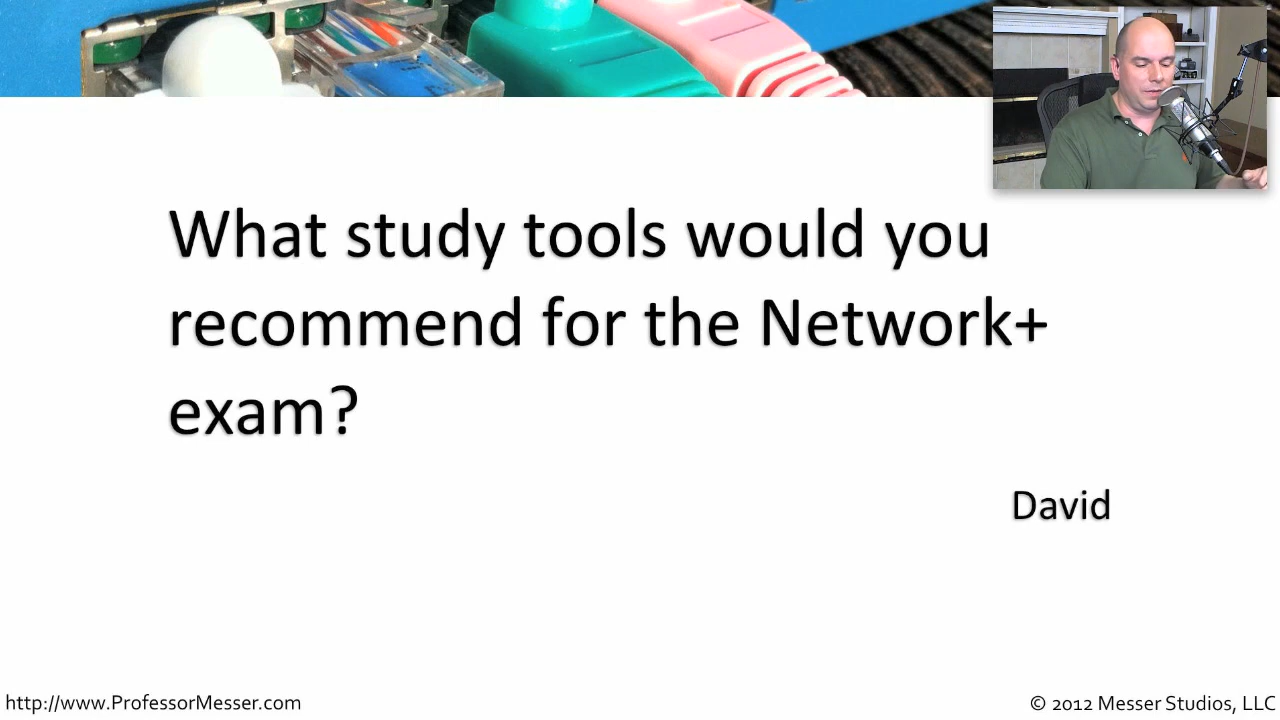 What study tools would you
recommend for the Network+
exam?
David
http://www.ProfessorMesser.com
© 2012 Messer Studios, LLC